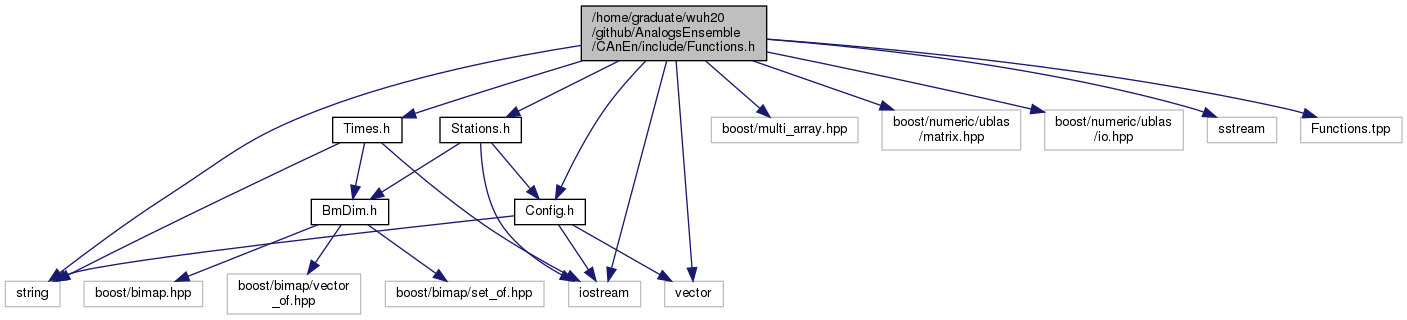 /home/graduate/wuh20
/github/AnalogsEnsemble
/CAnEn/include/Functions.h
Times.h
Stations.h
boost/multi_array.hpp
boost/numeric/ublas
/matrix.hpp
boost/numeric/ublas
/io.hpp
sstream
Functions.tpp
BmDim.h
Config.h
string
boost/bimap.hpp
boost/bimap/vector
_of.hpp
boost/bimap/set_of.hpp
iostream
vector